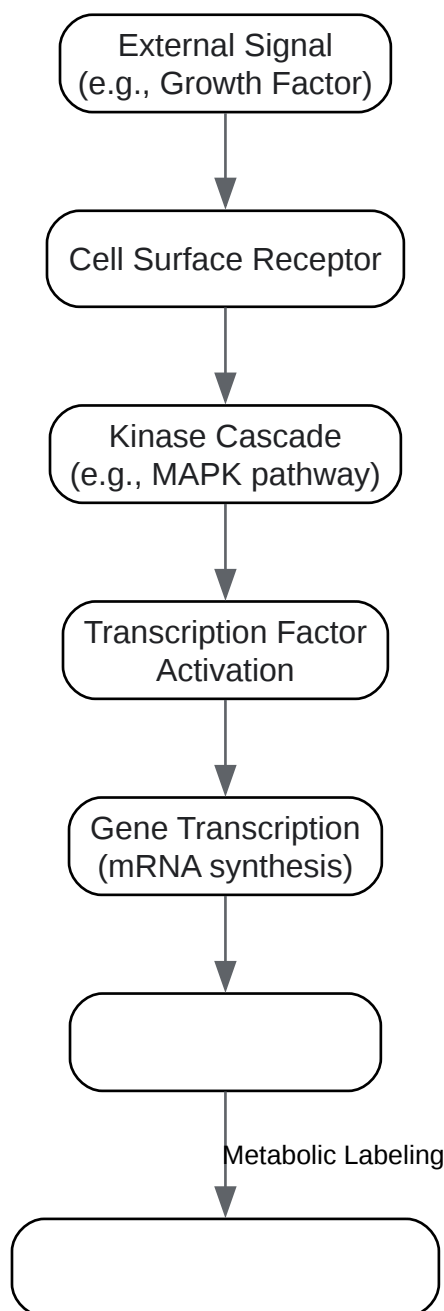 External Signal
(e.g., Growth Factor)
Cell Surface Receptor
Kinase Cascade
(e.g., MAPK pathway)
Transcription Factor
Activation
Gene Transcription
(mRNA synthesis)
Metabolic Labeling